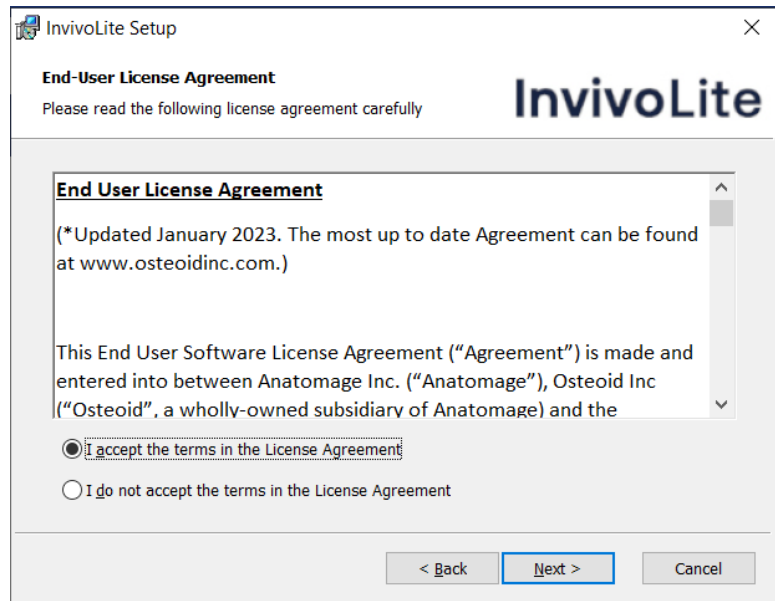 InvivoLite Setup
End-User License Agreement
Please read the following license agreement carefully
InvivoLite
End User License Agreement
(*Updated January 2023. The most up to date Agreement can be found
at www.osteoidinc.com.)
This End User Software License Agreement (“Agreement”) is made and
entered into between Anatomage Inc. (“Anatomage”), Osteoid Inc
(“Osteoid”, a wholly-owned subsidiary of Anatomage) and the
I accept the terms in the License Agreement
I do not accept the terms in the License Agreement
< Back Next > Cancel